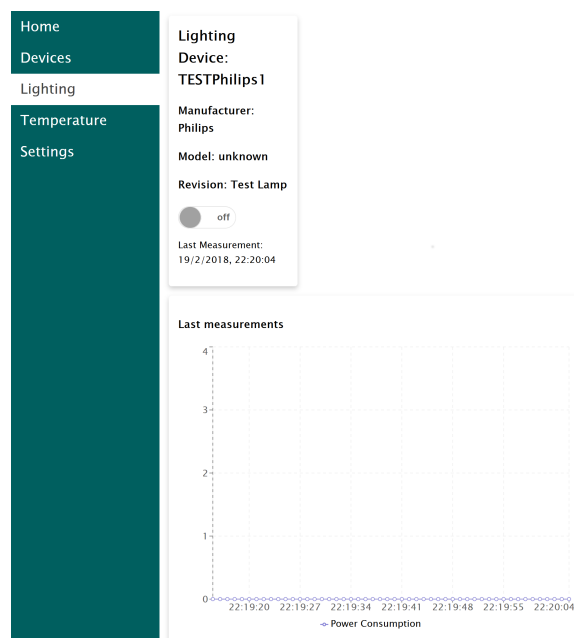 Home
Devices
Lighting
Temperature
Settings
Lighting
Device:
TESTPhilips1
Manufacturer:
Philips
Model: unknown
Revision: Test Lamp
off
Last Measurement:
19/2/2018, 22:20:04
Last measurements
4
3
2
1
0
22:19:20 22:19:27 22:19:34 22:19:41 22:19:48 22:19:55 22:20:04
Power Consumption